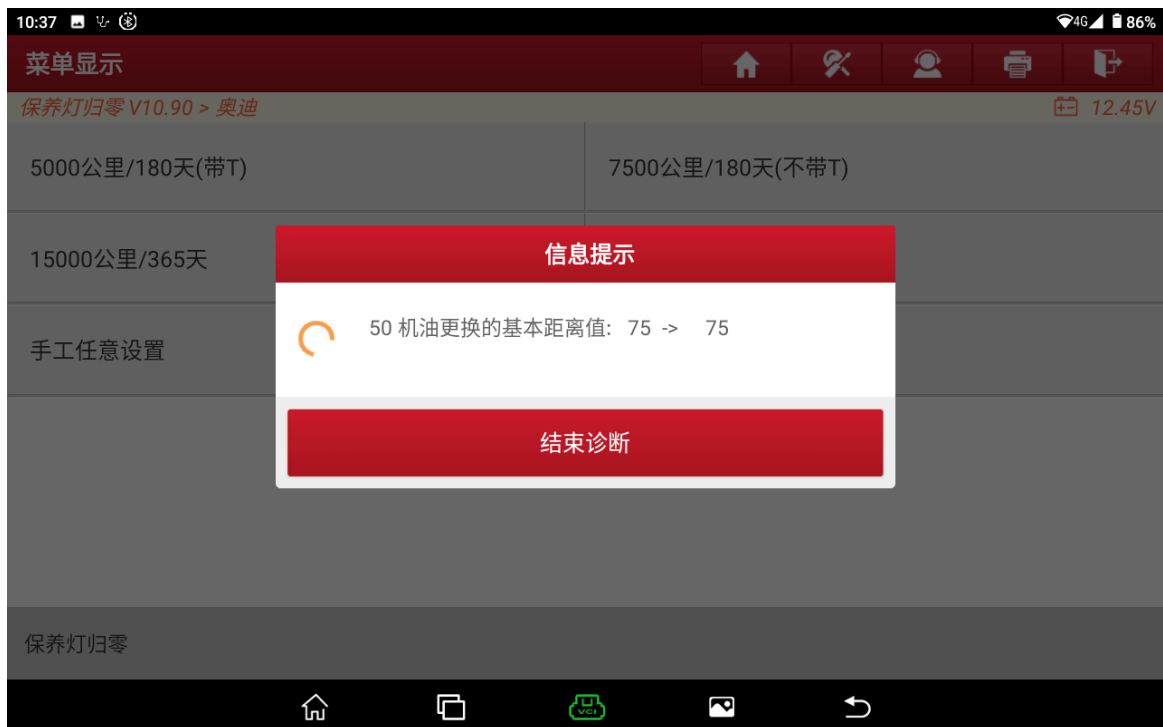 10:37
4G 86%
菜单显示
保养灯归零 V10.90 > 奥迪
12.45V
5000公里/180天(带T)
7500公里/180天(不带T)
15000公里/365天
信息提示
50 机油更换的基本距离值: 75 -> 75
手工任意设置
结束诊断
保养灯归零
VCI